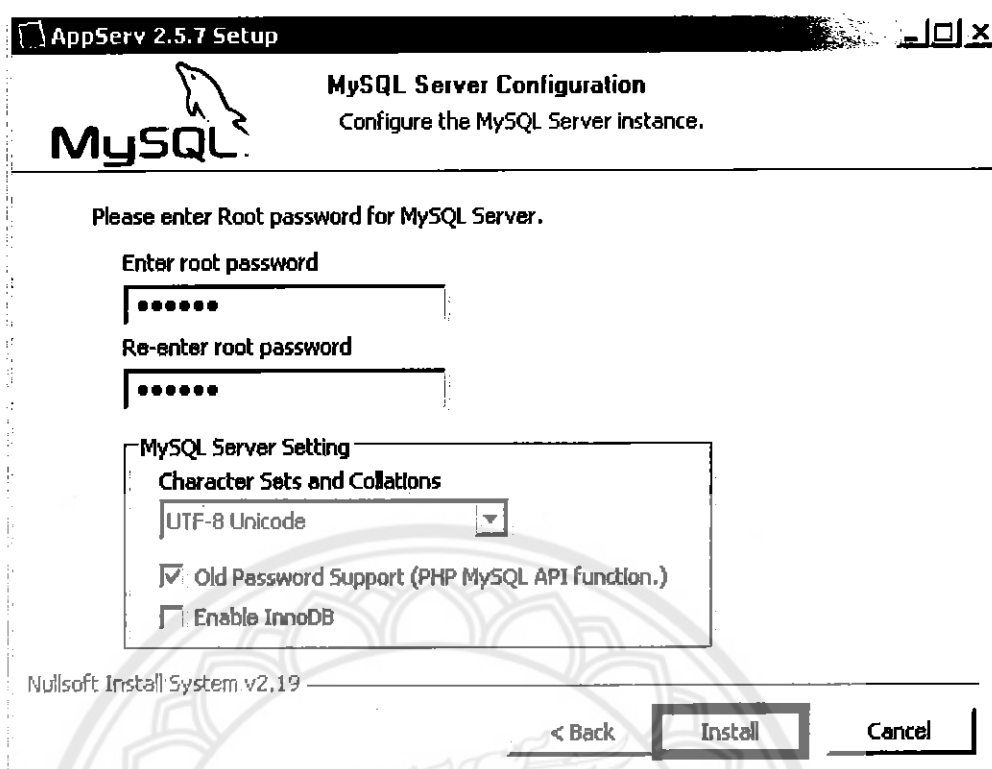 AppServ 2.5.7 Setup
MySQL Server Configuration
Configure the MySQL Server instance.
MySQL
Please enter Root password for MySQL Server.
Enter root password
••••••
Re-enter root password
••••••
MySQL Server Setting
Character Sets and Collations
UTF-8 Unicode
Old Password Support (PHP MySQL API function.)
Enable InnoDB
Nullsoft Install System v2.19
< Back Install Cancel